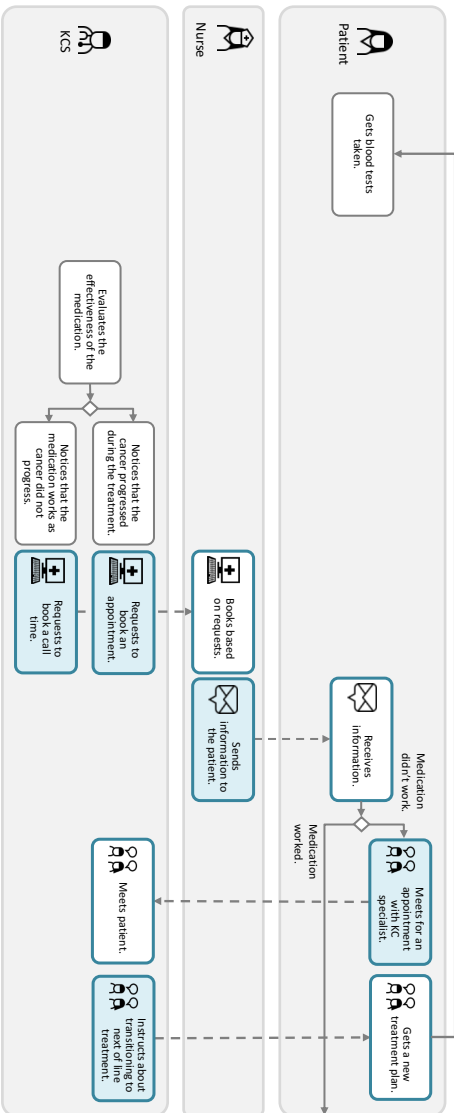 Patient
Gets blood tests
taken.
Receives
information.
Medication
didn't work.
Medication
worked.
Meets for an
appointment
with KC
specialist.
Gets a new
treatment plan.
Nurse
Books based
on requests.
Sends
information to
the patient.
KCS
Evaluates the
effectiveness of the
medication.
Notices that the
cancer progressed
during the treatment.
Notices that the
medication works as
cancer did not
progress.
Requests to
book an
appointment.
Requests to
book a call
time.
Meets patient.
Instructs about
transitioning to
next of line
treatment.